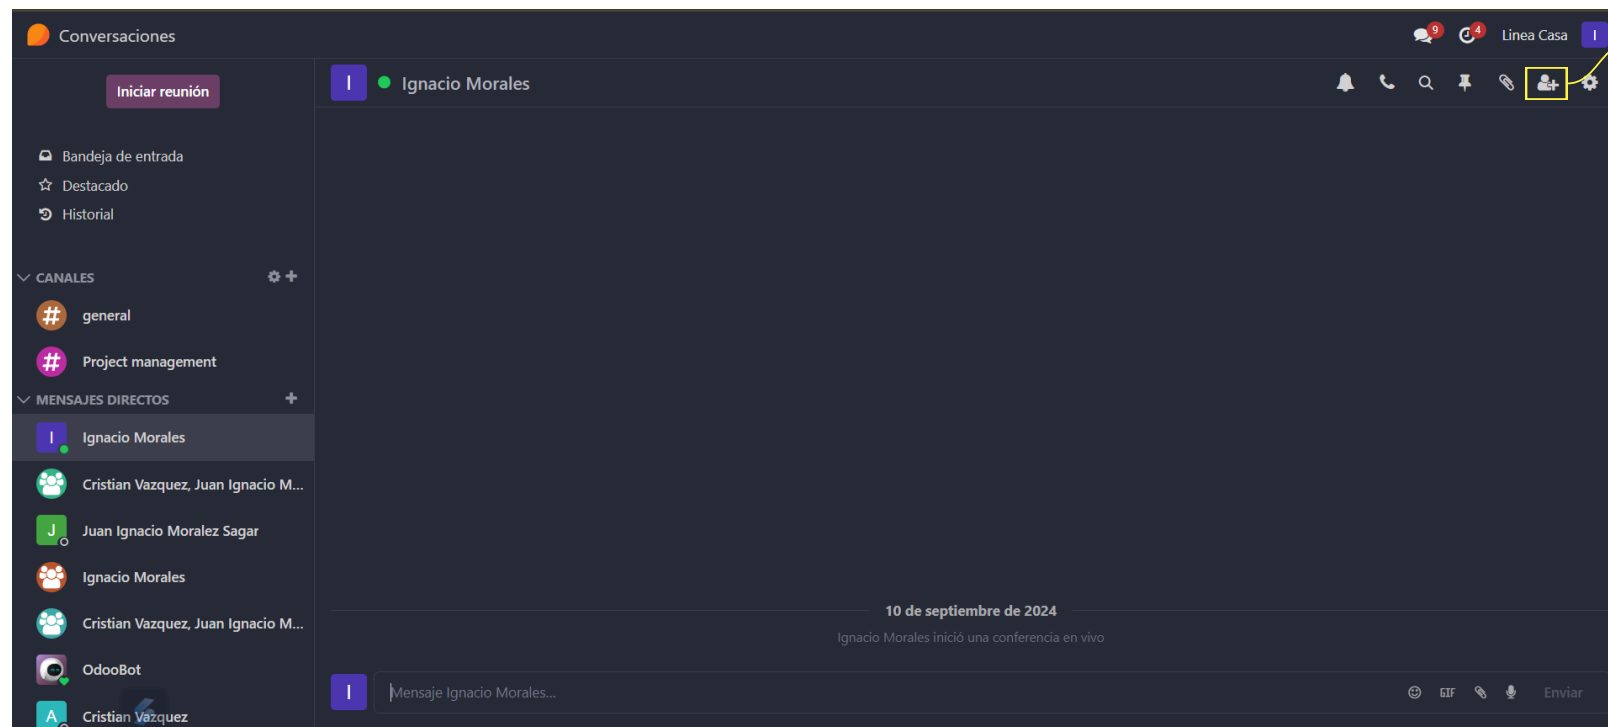 Conversaciones
9
4
Linea Casa
I
Iniciar reunión
I
Ignacio Morales
Bandeja de entrada
Destacado
Historial
CANALES
general
Project management
MENSAJES DIRECTOS
I
Ignacio Morales
Cristian Vazquez, Juan Ignacio M...
J
Juan Ignacio Moralez Sagar
Ignacio Morales
Cristian Vazquez, Juan Ignacio M...
OdooBot
A
Cristian Vazquez
10 de septiembre de 2024
Ignacio Morales inició una conferencia en vivo
I
Mensaje Ignacio Morales...
GIF
Enviar